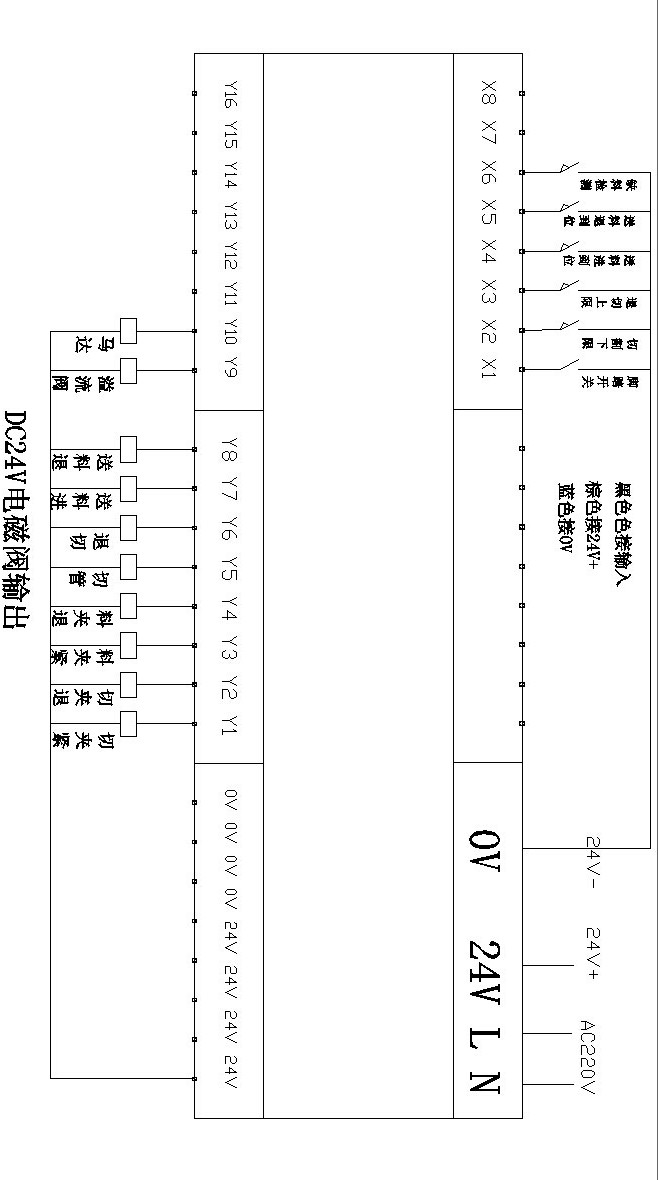 缺料检测
送料退到位
送料进到位
退切上限
切割下限
脚踏开关
黑色色接输入
棕色接24V+
蓝色接0V
24V-
24V+
AC220V
X8 X7 X6 X5 X4 X3 X2 X1
0V 24V L N
Y16 Y15 Y14 Y13 Y12 Y11 Y10 Y9
Y8 Y7 Y6 Y5 Y4 Y3 Y2 Y1
0V 0V 0V 0V 24V 24V 24V 24V
马达
溢流阀
送料退
送料进
退切
切管
料夹退
料夹紧
切夹退
切夹紧
DC24V电磁阀输出